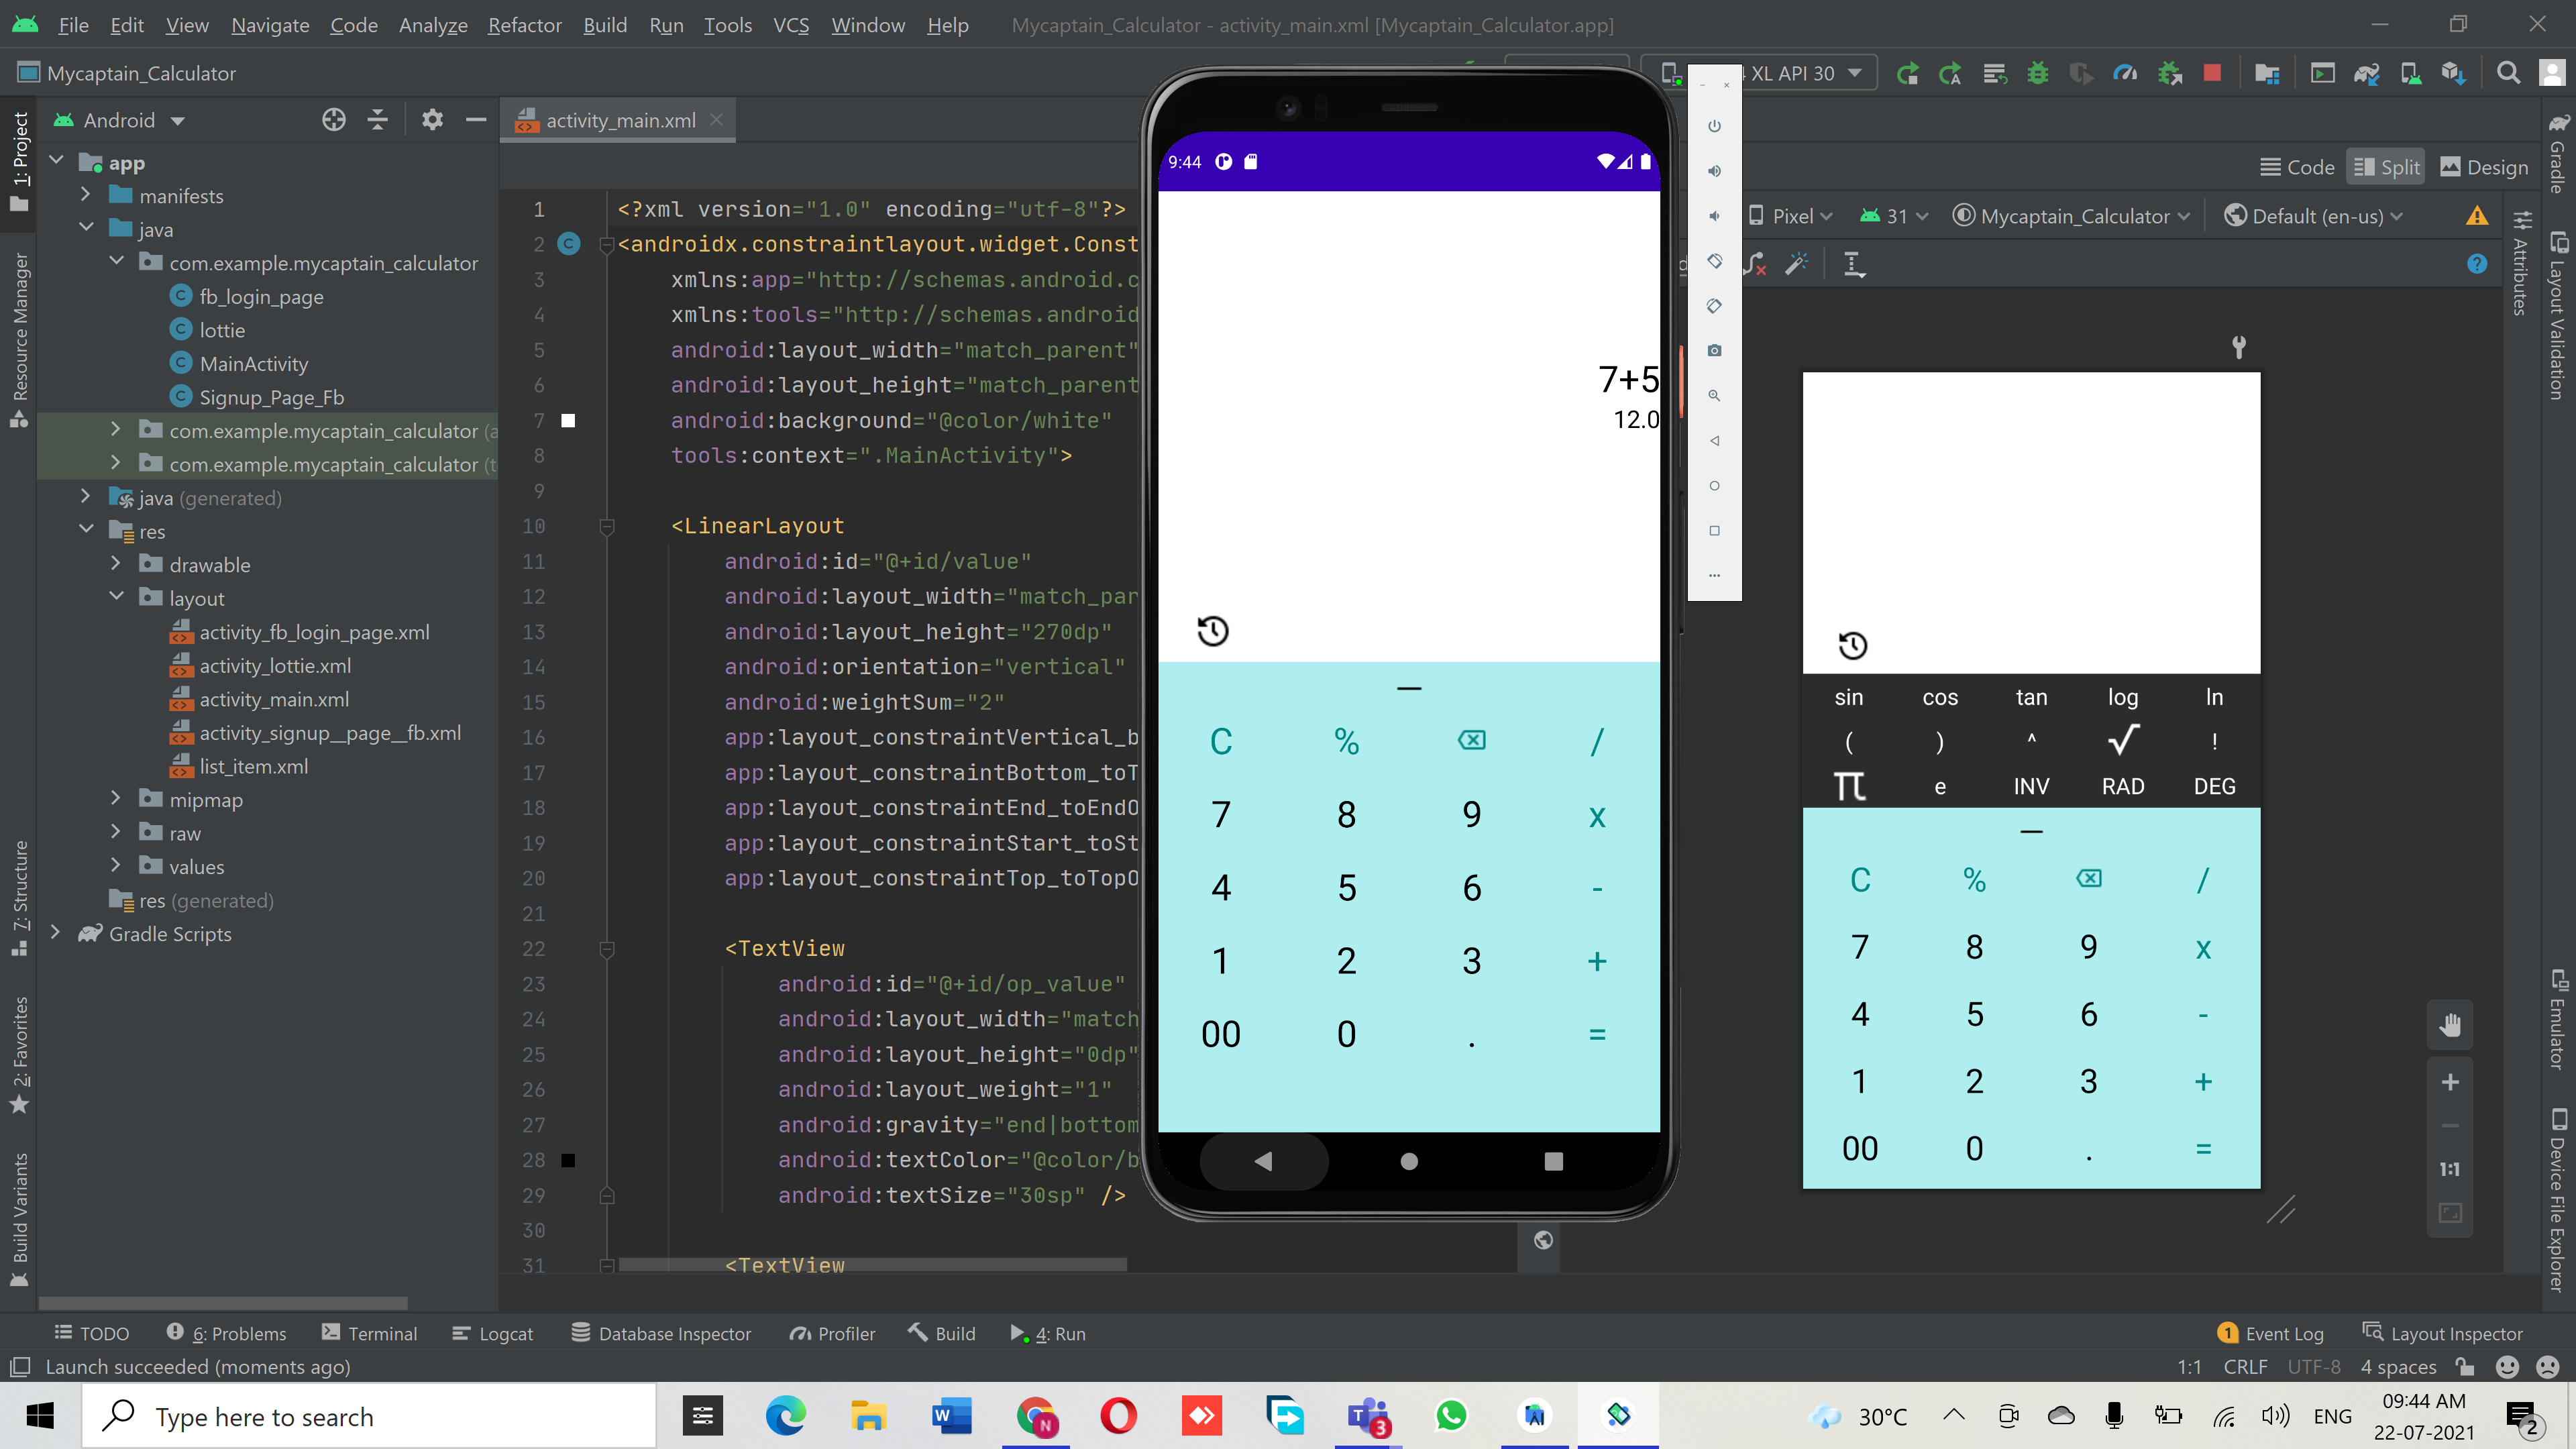 File Edit View Navigate Code Analyze Refactor Build Run Tools VCS Window Help Mycaptain_Calculator - activity_main.xml [Mycaptain_Calculator.app]
Mycaptain_Calculator
XL API 30
Android
activity_main.xml
1: Project
Resource Manager
7: Structure
2: Favorites
Build Variants
app
manifests
java
com.example.mycaptain_calculator
fb_login_page
lottie
MainActivity
Signup_Page_Fb
com.example.mycaptain_calculator (a
com.example.mycaptain_calculator (t
java (generated)
res
drawable
layout
activity_fb_login_page.xml
activity_lottie.xml
activity_main.xml
activity_signup__page__fb.xml
list_item.xml
mipmap
raw
values
res (generated)
Gradle Scripts
1 <?xml version="1.0" encoding="utf-8"?>
2 <androidx.constraintlayout.widget.Const
3 xmlns:app="http://schemas.android.c
4 xmlns:tools="http://schemas.android
5 android:layout_width="match_parent"
6 android:layout_height="match_parent
7 android:background="@color/white"
8 tools:context=".MainActivity">
9
10 <LinearLayout
11 android:id="@+id/value"
12 android:layout_width="match_par
13 android:layout_height="270dp"
14 android:orientation="vertical"
15 android:weightSum="2"
16 app:layout_constraintVertical_b
17 app:layout_constraintBottom_toT
18 app:layout_constraintEnd_toEndO
19 app:layout_constraintStart_toSt
20 app:layout_constraintTop_toTopO
21
22 <TextView
23 android:id="@+id/op_value"
24 android:layout_width="match
25 android:layout_height="0dp"
26 android:layout_weight="1"
27 android:gravity="end|bottom
28 android:textColor="@color/b
29 android:textSize="30sp" />
30
31 <TextView
9:44
7+5
12.0
C % /
7 8 9 x
4 5 6 -
1 2 3 +
00 0 . =
Code Split Design
Pixel 31 Mycaptain_Calculator Default (en-us)
sin cos tan log ln
( ) ^ √ !
π e INV RAD DEG
C % /
7 8 9 x
4 5 6 -
1 2 3 +
00 0 . =
1:1
Gradle
Layout Validation
Attributes
Emulator
Device File Explorer
TODO 6: Problems Terminal Logcat Database Inspector Profiler Build 4: Run 1 Event Log Layout Inspector
Launch succeeded (moments ago) 1:1 CRLF UTF-8 4 spaces
Type here to search
W
N
T
3
30°C
ENG
09:44 AM
22-07-2021
2